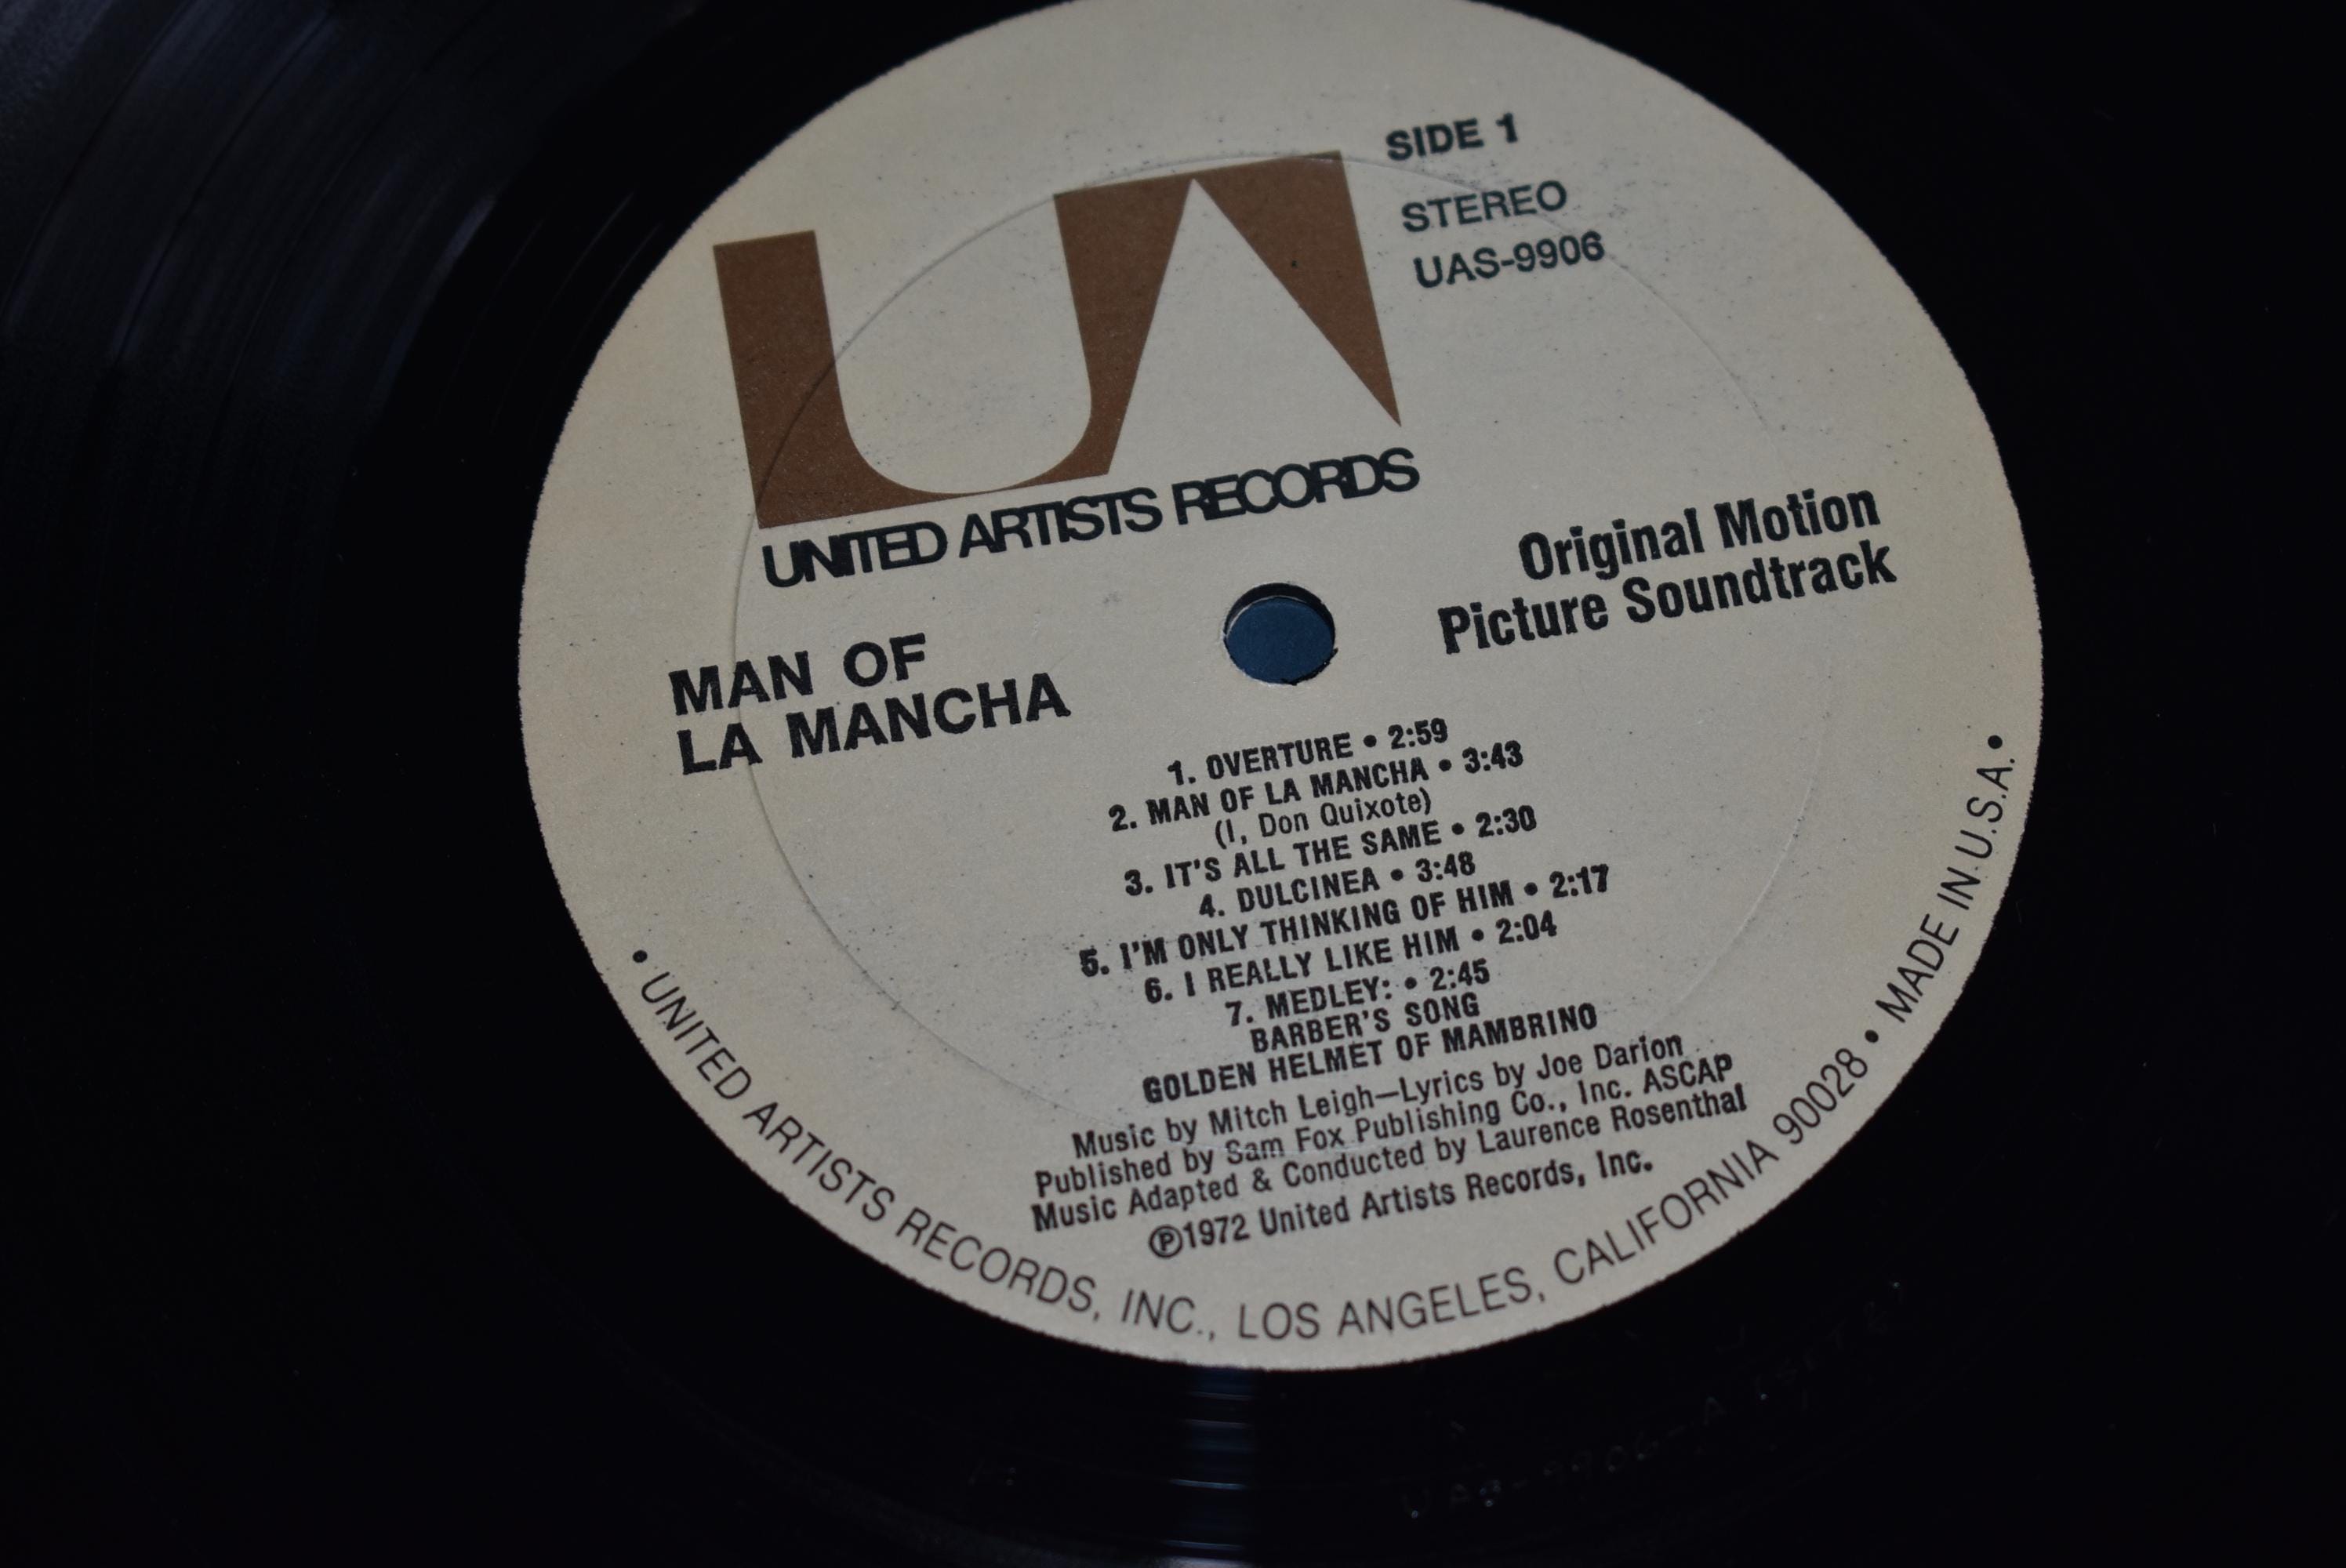 SIDE 1
STEREO
UAS-9906
UA
UNITED ARTISTS RECORDS
Original Motion
Picture Soundtrack
MAN OF
LA MANCHA
1. OVERTURE • 2:59
2. MAN OF LA MANCHA • 3:43
(I, Don Quixote)
3. IT'S ALL THE SAME • 2:30
4. DULCINEA • 3:48
5. I'M ONLY THINKING OF HIM • 2:17
6. I REALLY LIKE HIM • 2:04
7. MEDLEY: • 2:45
BARBER'S SONG
GOLDEN HELMET OF MAMBRINO
Music by Mitch Leigh—Lyrics by Joe Darion
Published by Sam Fox Publishing Co., Inc. ASCAP
Music Adapted & Conducted by Laurence Rosenthal
℗1972 United Artists Records, Inc.
• UNITED ARTISTS RECORDS, INC., LOS ANGELES, CALIFORNIA 90028 • MADE IN U.S.A. •